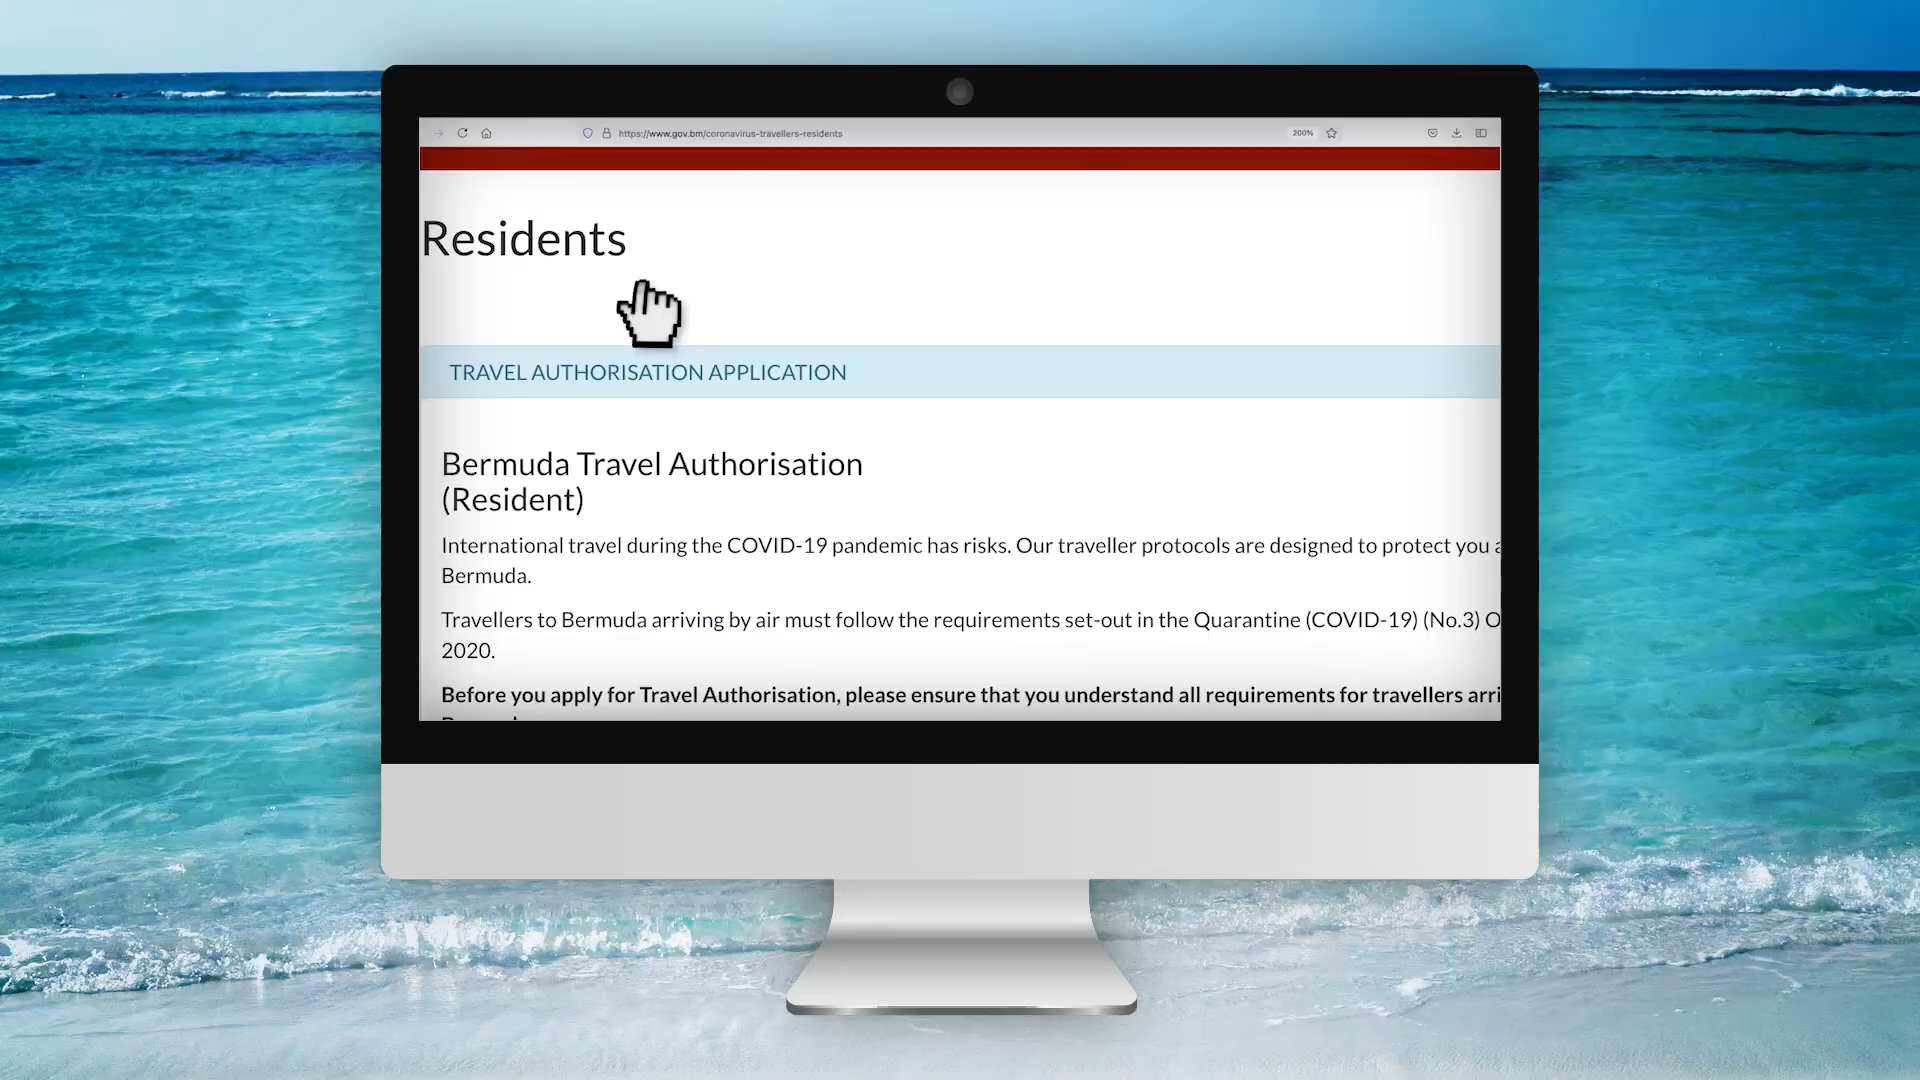 https://www.gov.bm/coronavirus-travellers-residents
200%
Residents
TRAVEL AUTHORISATION APPLICATION
Bermuda Travel Authorisation
(Resident)
International travel during the COVID-19 pandemic has risks. Our traveller protocols are designed to protect you
Bermuda.
Travellers to Bermuda arriving by air must follow the requirements set-out in the Quarantine (COVID-19) (No.3) O
2020.
Before you apply for Travel Authorisation, please ensure that you understand all requirements for travellers arri